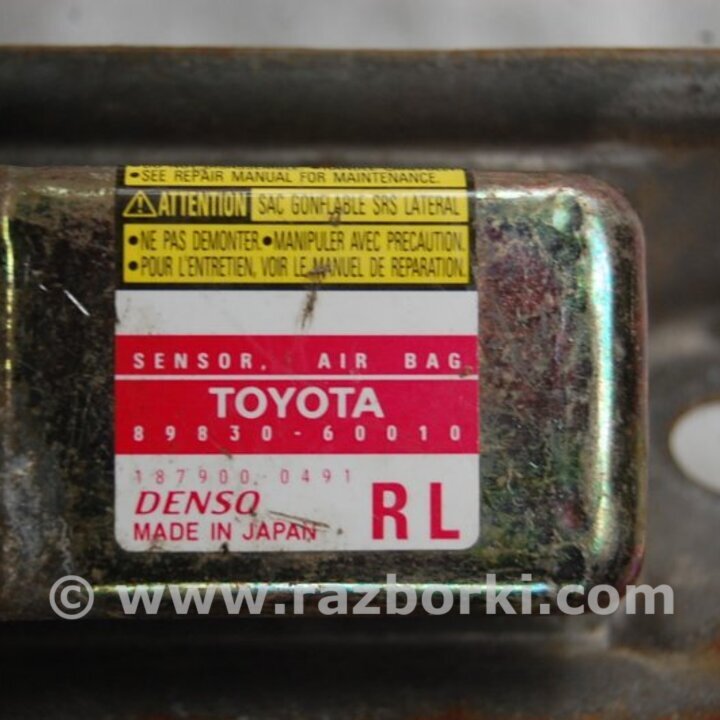 •SEE REPAIR MANUAL FOR MAINTENANCE.
⚠ATTENTION SAC GONFLABLE SRS LATERAL
•NE PAS DEMONTER •MANIPULER AVEC PRECAUTION.
•POUR L'ENTRETIEN, VOIR LE MANUEL DE REPARATION.
SENSOR, AIR BAG
TOYOTA
89830-60010
187900-0491
DENSO
MADE IN JAPAN
RL
© www.razborki.com